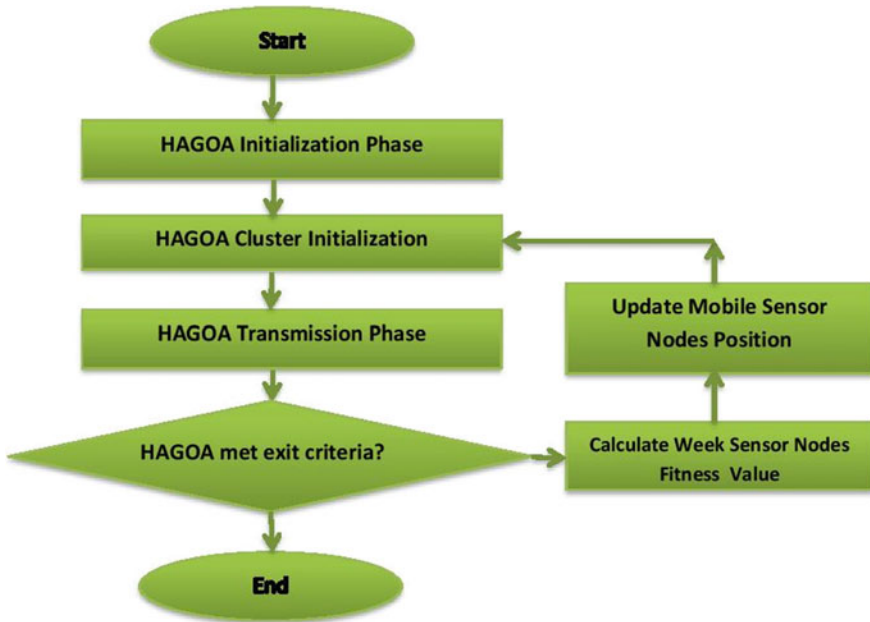 Start
HAGOA Initialization Phase
HAGOA Cluster Initialization
HAGOA Transmission Phase
HAGOA met exit criteria?
End
Update Mobile Sensor
Nodes Position
Calculate Week Sensor Nodes
Fitness Value